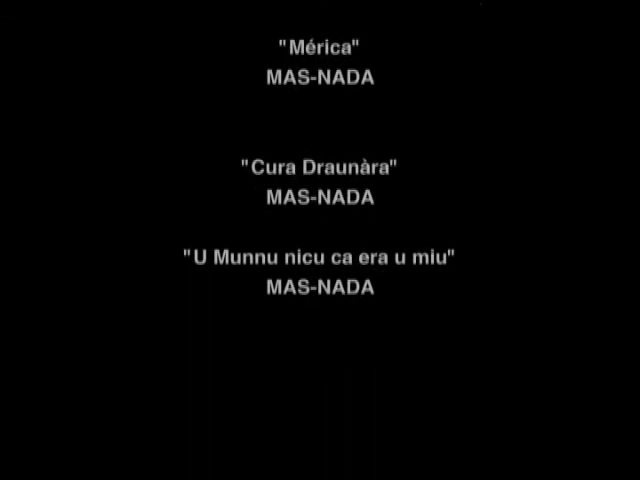 "Mérica"
MAS-NADA
"Cura Draunàra"
MAS-NADA
"U Munnu nicu ca era u miu"
MAS-NADA